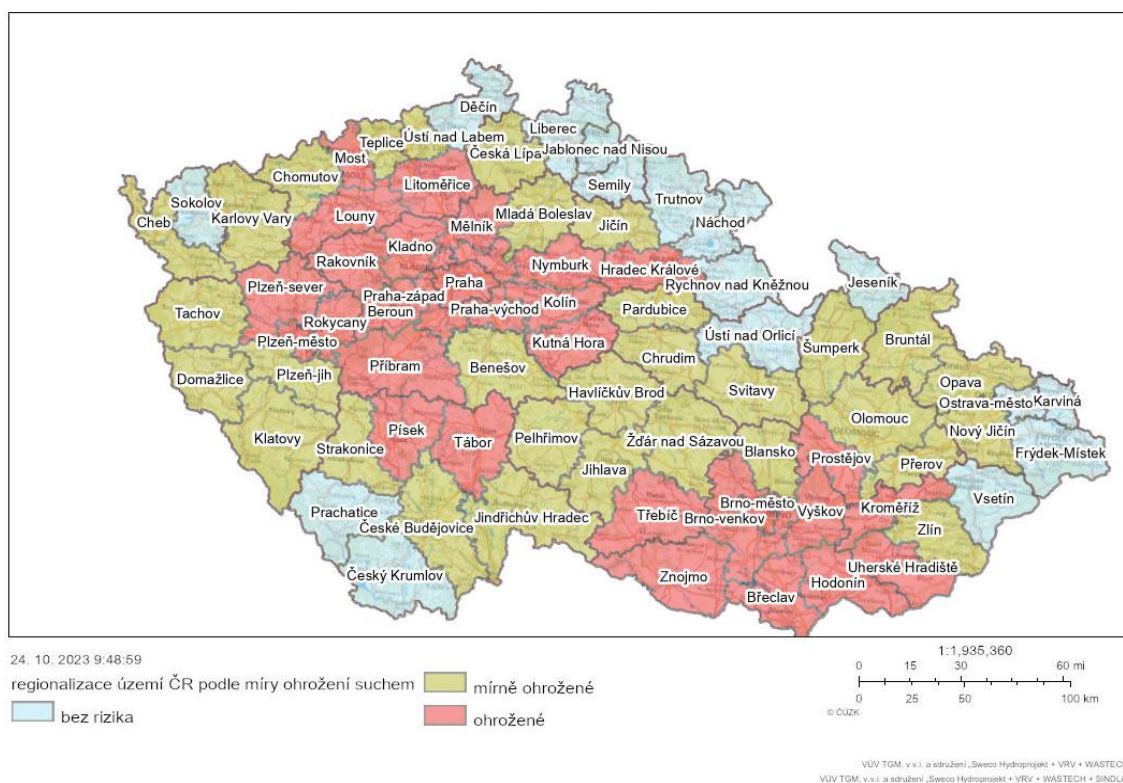 Děčín
Liberec
Teplice
Ústí nad Labem
Most
Česká Lípa
Jablonec nad Nisou
Chomutov
Litoměřice
Semily
Trutnov
Sokolov
Louny
Mladá Boleslav
Jičín
Náchod
Cheb
Karlovy Vary
Mělník
Kladno
Rakovník
Nymburk
Hradec Králové
Praha
Rychnov nad Kněžnou
Jeseník
Plzeň-sever
Praha-západ
Kolín
Tachov
Rokycany
Beroun
Praha-východ
Pardubice
Ústí nad Orlicí
Bruntál
Plzeň-město
Kutná Hora
Šumperk
Chrudim
Příbram
Benešov
Opava
Domažlice
Plzeň-jih
Havlíčkův Brod
Svitavy
Ostrava-město
Karviná
Olomouc
Písek
Nový Jičín
Klatovy
Tábor
Pelhřimov
Žďár nad Sázavou
Strakonice
Blansko
Frýdek-Místek
Prostějov
Přerov
Jihlava
Vsetín
Brno-město
Kroměříž
Prachatice
Třebíč
Vyškov
České Budějovice
Jindřichův Hradec
Brno-venkov
Zlín
Uherské Hradiště
Český Krumlov
Znojmo
Hodonín
Břeclav
24. 10. 2023 9:48:59
regionalizace území ČR podle míry ohrožení suchem
bez rizika
mírně ohrožené
ohrožené
1:1,935,360
0 15 30 60 mi
0 25 50 100 km
© ČÚZK
VÚV TGM, v.v.i. a sdružení „Sweco Hydroprojekt + VRV + WASTECH
VÚV TGM, v.v.i. a sdružení „Sweco Hydroprojekt + VRV + WASTECH + SINDLA